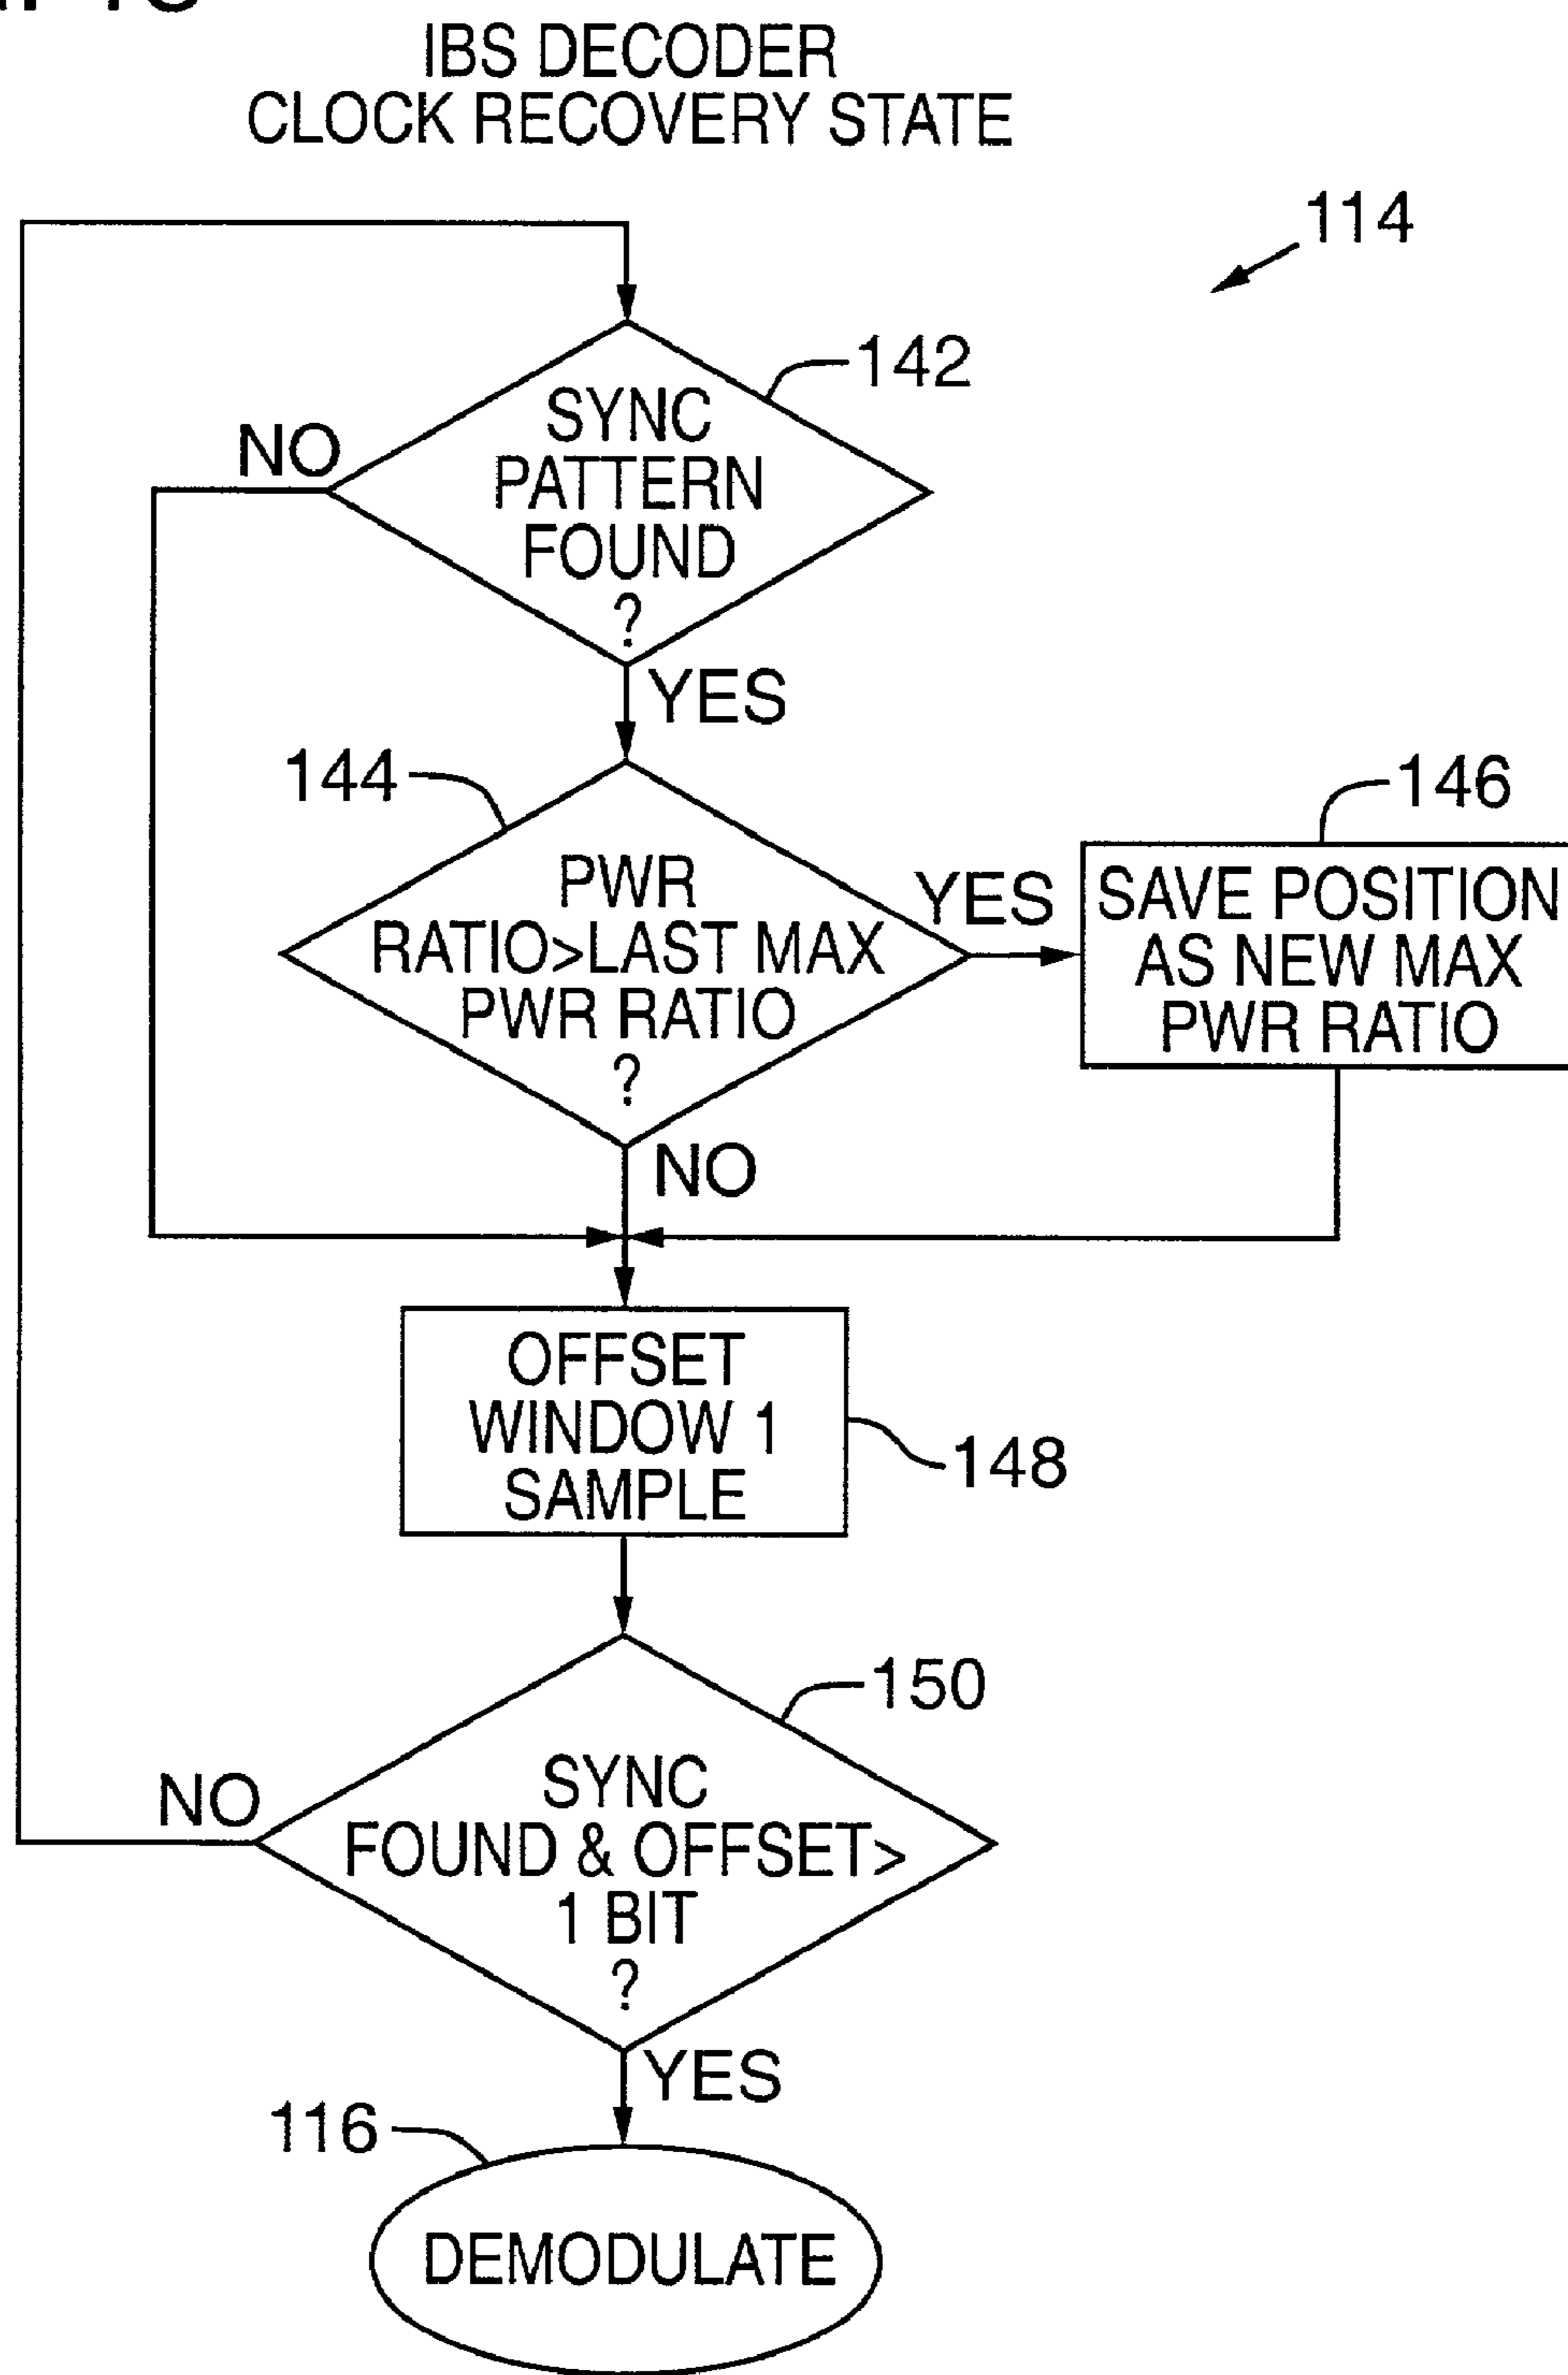 IBS DECODER
CLOCK RECOVERY STATE
114
142
SYNC
PATTERN
FOUND
?
NO
YES
144
PWR
RATIO>LAST MAX
PWR RATIO
?
YES
146
SAVE POSITION
AS NEW MAX
PWR RATIO
NO
OFFSET
WINDOW 1
SAMPLE
148
150
SYNC
FOUND & OFFSET>
1 BIT
?
NO
YES
116
DEMODULATE